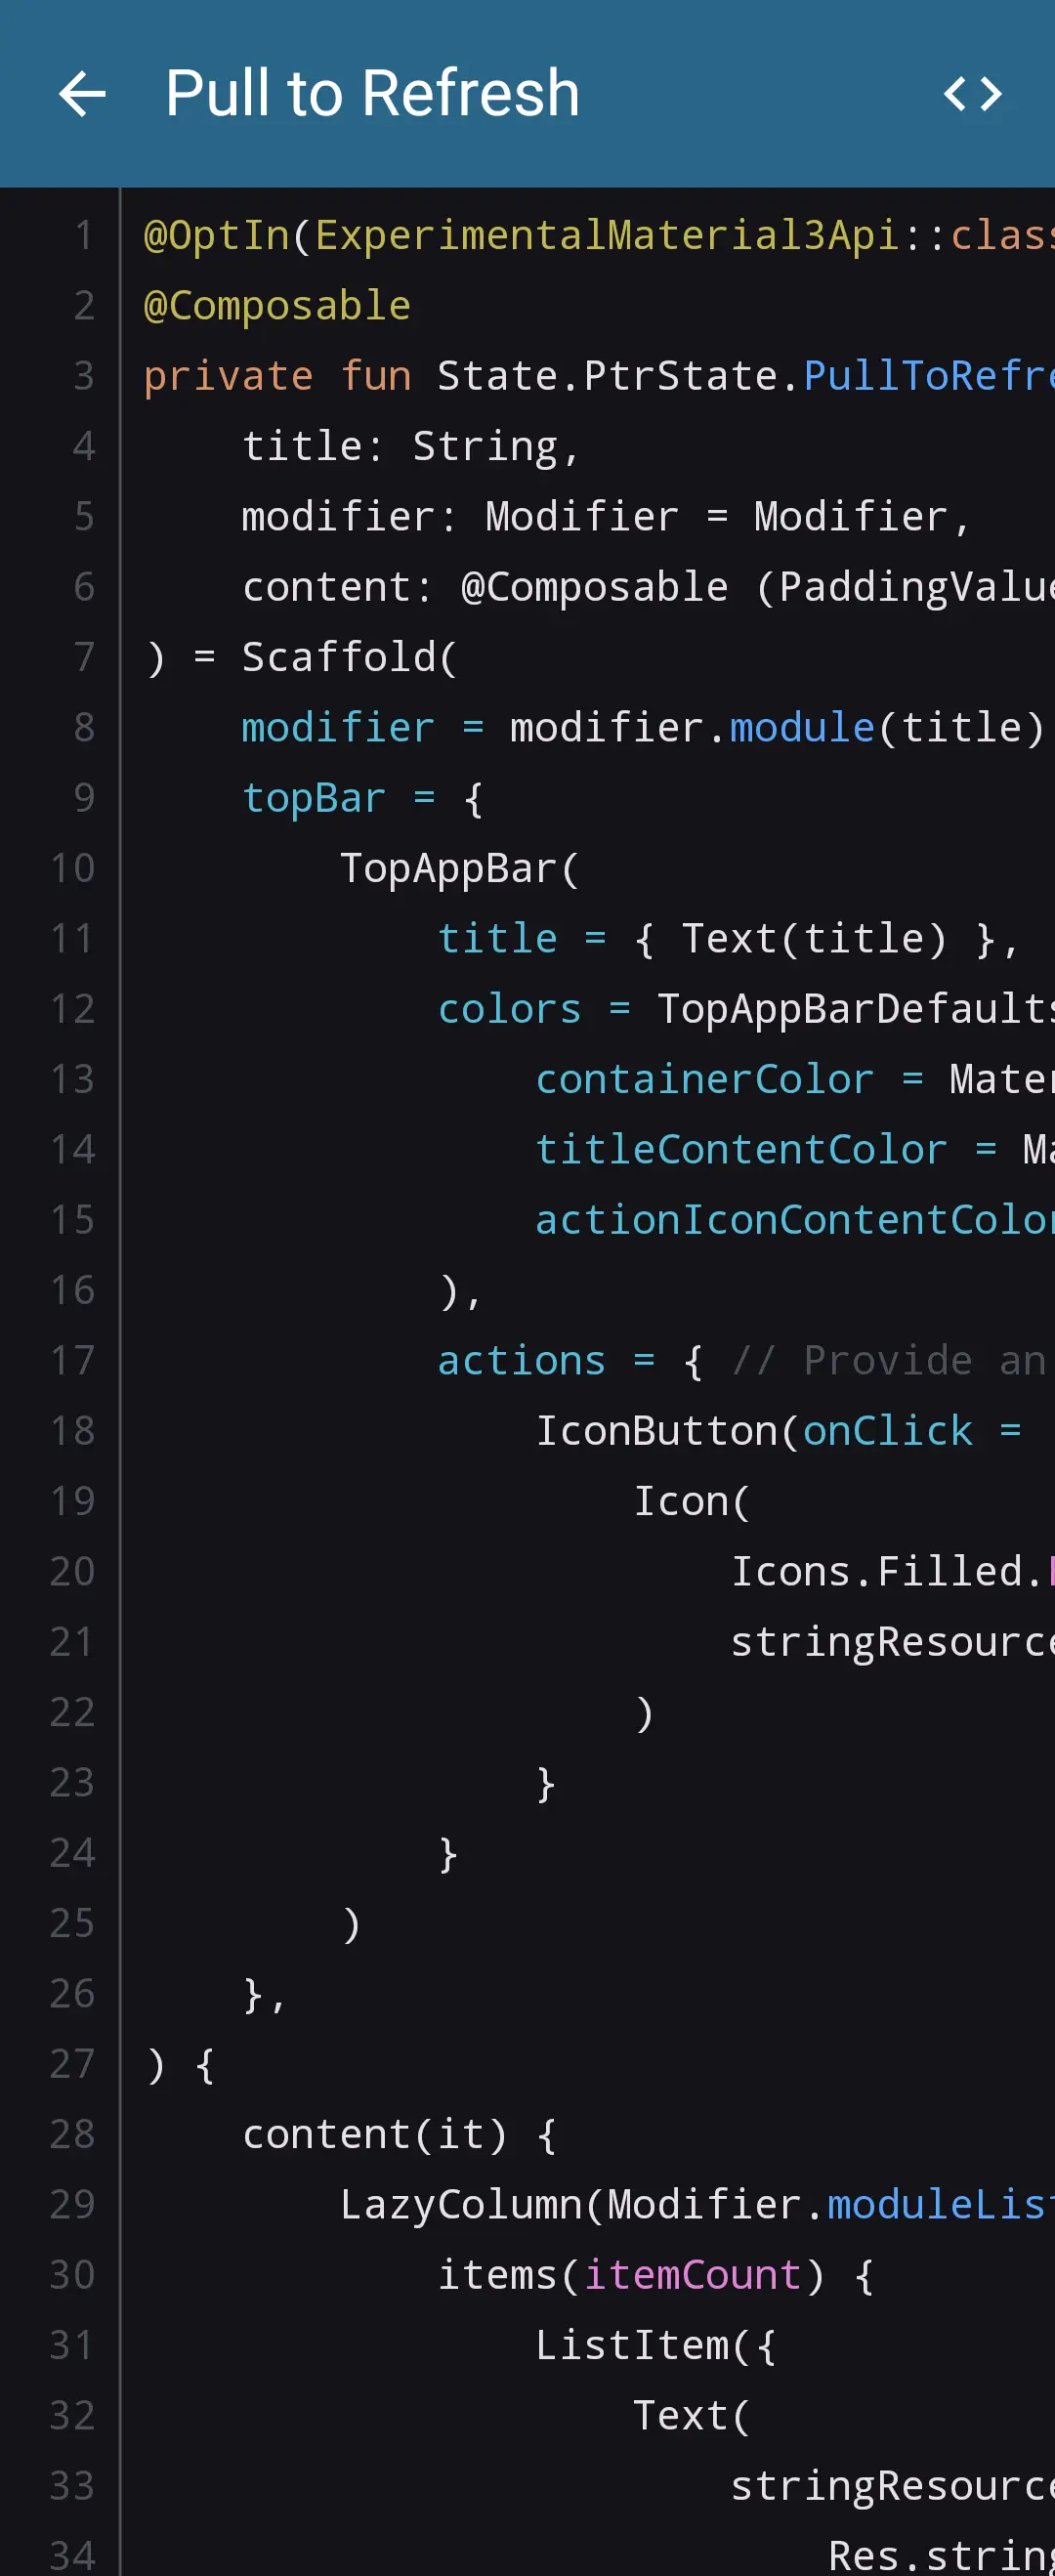 Pull to Refresh <>
1 @OptIn(ExperimentalMaterial3Api::class
2 @Composable
3 private fun State.PtrState.PullToRefre
4     title: String,
5     modifier: Modifier = Modifier,
6     content: @Composable (PaddingValue
7 ) = Scaffold(
8     modifier = modifier.module(title)
9     topBar = {
10         TopAppBar(
11             title = { Text(title) },
12             colors = TopAppBarDefaults
13                 containerColor = Mater
14                 titleContentColor = Ma
15                 actionIconContentColor
16             ),
17             actions = { // Provide an
18                 IconButton(onClick =
19                     Icon(
20                         Icons.Filled.
21                         stringResource
22                     )
23                 }
24             }
25         )
26     },
27 ) {
28     content(it) {
29         LazyColumn(Modifier.moduleList
30             items(itemCount) {
31                 ListItem({
32                     Text(
33                         stringResource
34                             Res.string